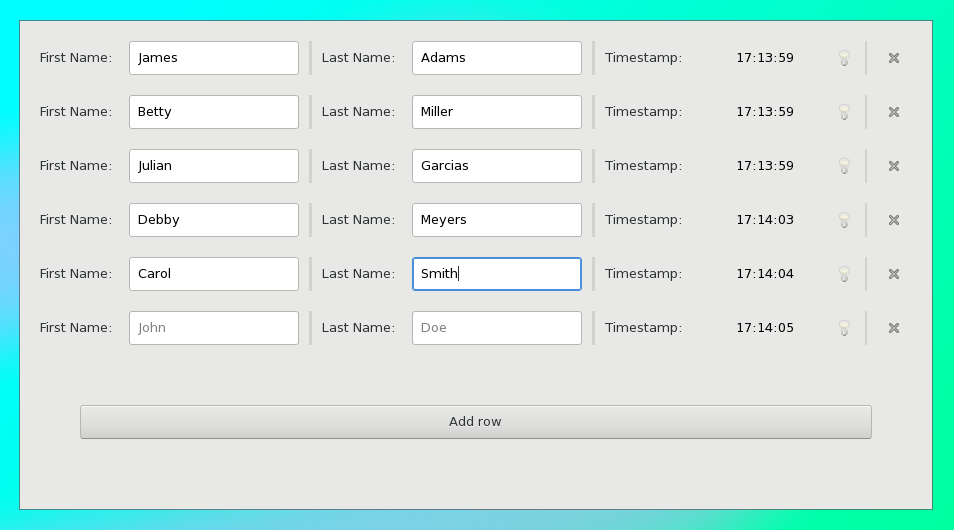 First Name: James Last Name: Adams Timestamp: 17:13:59
First Name: Betty Last Name: Miller Timestamp: 17:13:59
First Name: Julian Last Name: Garcias Timestamp: 17:13:59
First Name: Debby Last Name: Meyers Timestamp: 17:14:03
First Name: Carol Last Name: Smith Timestamp: 17:14:04
First Name: John Last Name: Doe Timestamp: 17:14:05
Add row